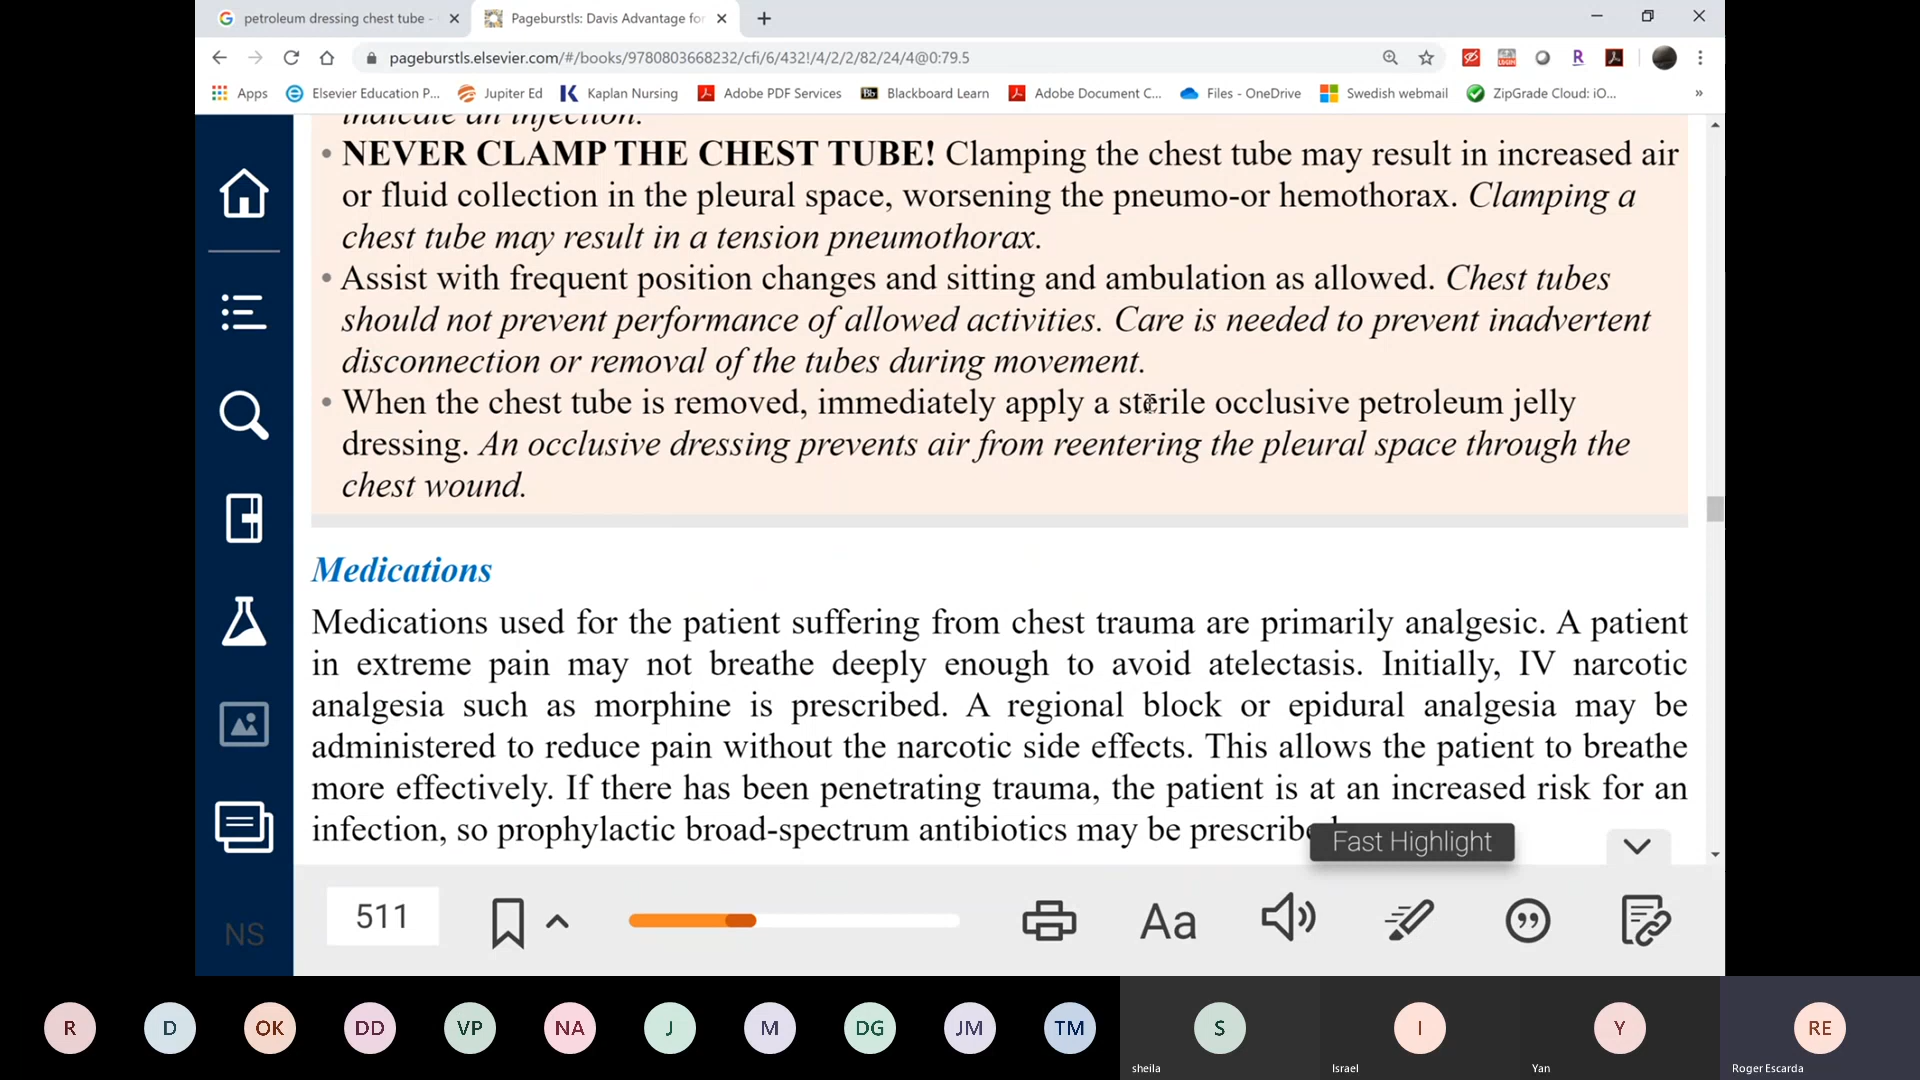 petroleum dressing chest tube -
Pageburstls: Davis Advantage for
pageburstls.elsevier.com/#/books/9780803668232/cfi/6/432!/4/2/2/82/24/4@0:79.5
Apps
Elsevier Education P...
Jupiter Ed
Kaplan Nursing
Adobe PDF Services
Bb
Blackboard Learn
Adobe Document C...
Files - OneDrive
Swedish webmail
ZipGrade Cloud: iO...
»
indicate an infection.
• NEVER CLAMP THE CHEST TUBE! Clamping the chest tube may result in increased air
or fluid collection in the pleural space, worsening the pneumo-or hemothorax. Clamping a
chest tube may result in a tension pneumothorax.
• Assist with frequent position changes and sitting and ambulation as allowed. Chest tubes
should not prevent performance of allowed activities. Care is needed to prevent inadvertent
disconnection or removal of the tubes during movement.
• When the chest tube is removed, immediately apply a sterile occlusive petroleum jelly
dressing. An occlusive dressing prevents air from reentering the pleural space through the
chest wound.
Medications
Medications used for the patient suffering from chest trauma are primarily analgesic. A patient
in extreme pain may not breathe deeply enough to avoid atelectasis. Initially, IV narcotic
analgesia such as morphine is prescribed. A regional block or epidural analgesia may be
administered to reduce pain without the narcotic side effects. This allows the patient to breathe
more effectively. If there has been penetrating trauma, the patient is at an increased risk for an
infection, so prophylactic broad-spectrum antibiotics may be prescribed
Fast Highlight
NS
511
Aa
R
D
OK
DD
VP
NA
J
M
DG
JM
TM
S
I
Y
RE
sheila
Israel
Yan
Roger Escarda